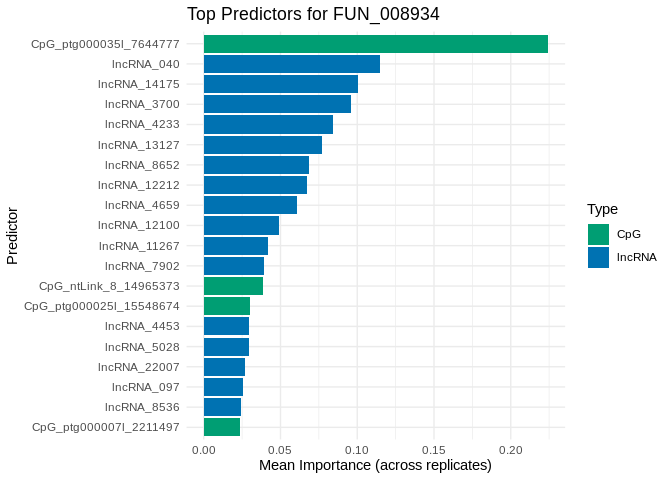 Top Predictors for FUN_008934
Predictor
CpG_ptg000035l_7644777
lncRNA_040
lncRNA_14175
lncRNA_3700
lncRNA_4233
lncRNA_13127
lncRNA_8652
lncRNA_12212
lncRNA_4659
lncRNA_12100
lncRNA_11267
lncRNA_7902
CpG_ntLink_8_14965373
CpG_ptg000025l_15548674
lncRNA_4453
lncRNA_5028
lncRNA_22007
lncRNA_097
lncRNA_8536
CpG_ptg000007l_2211497
0.00 0.05 0.10 0.15 0.20
Mean Importance (across replicates)
Type
CpG
lncRNA